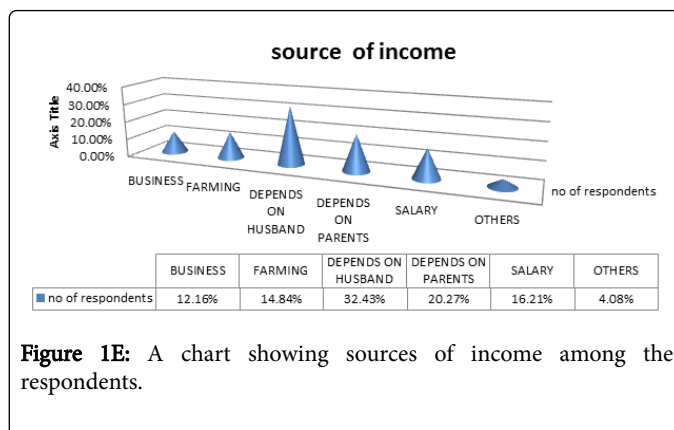 source of income
Axis Title
40.00%
30.00%
20.00%
10.00%
0.00%
BUSINESS
FARMING
DEPENDS
ON
HUSBAND
DEPENDS
ON
PARENTS
SALARY
OTHERS
no of respondents
BUSINESS FARMING DEPENDS ON HUSBAND DEPENDS ON PARENTS SALARY OTHERS
no of respondents 12.16% 14.84% 32.43% 20.27% 16.21% 4.08%
Figure 1E: A chart showing sources of income among the
respondents.